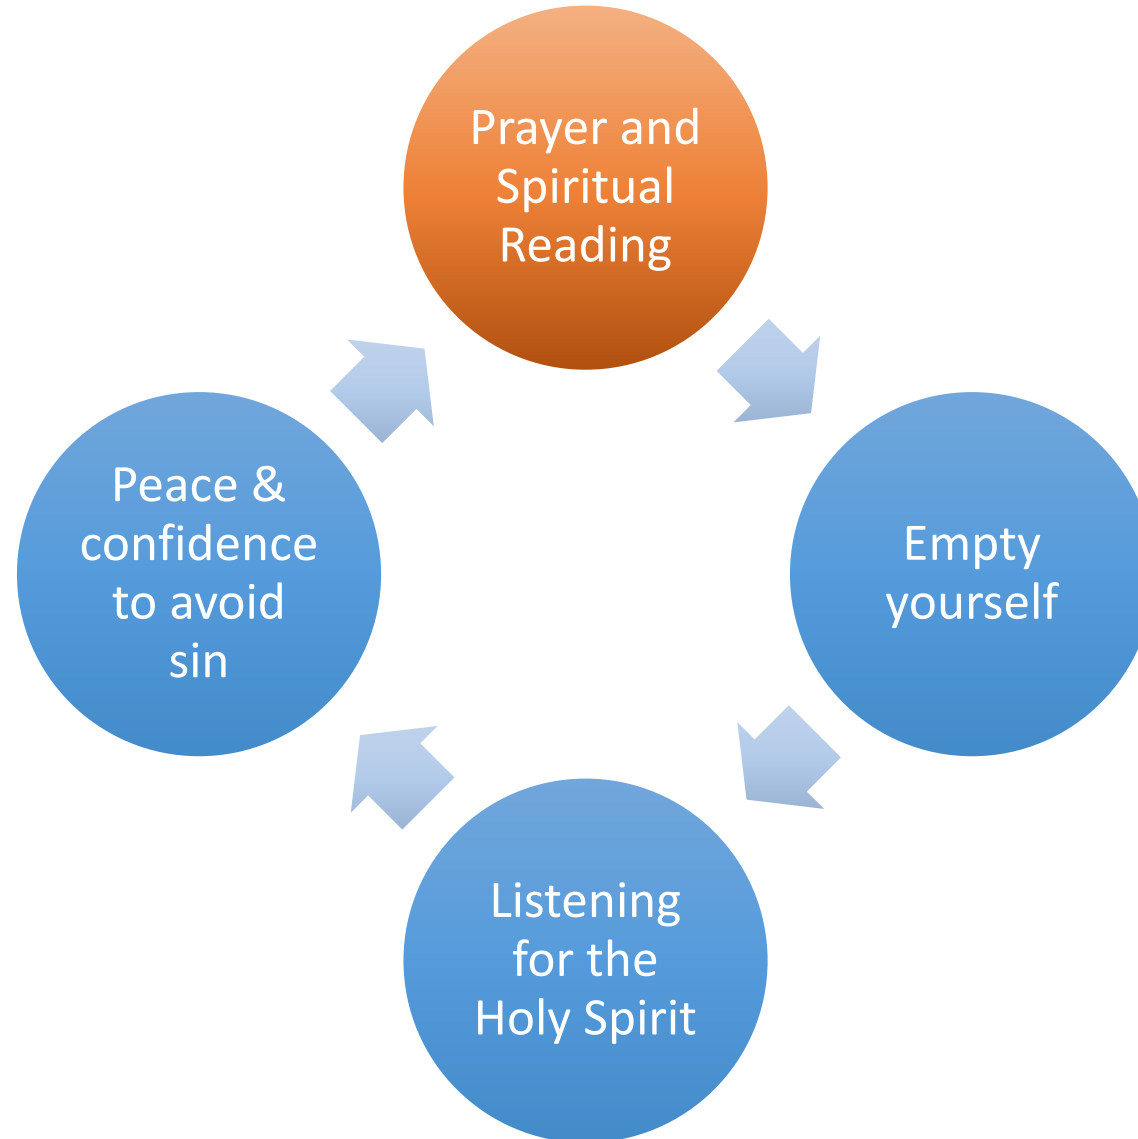 Prayer and
Spiritual
Reading
Empty
yourself
Listening
for the
Holy Spirit
Peace &
confidence
to avoid
sin